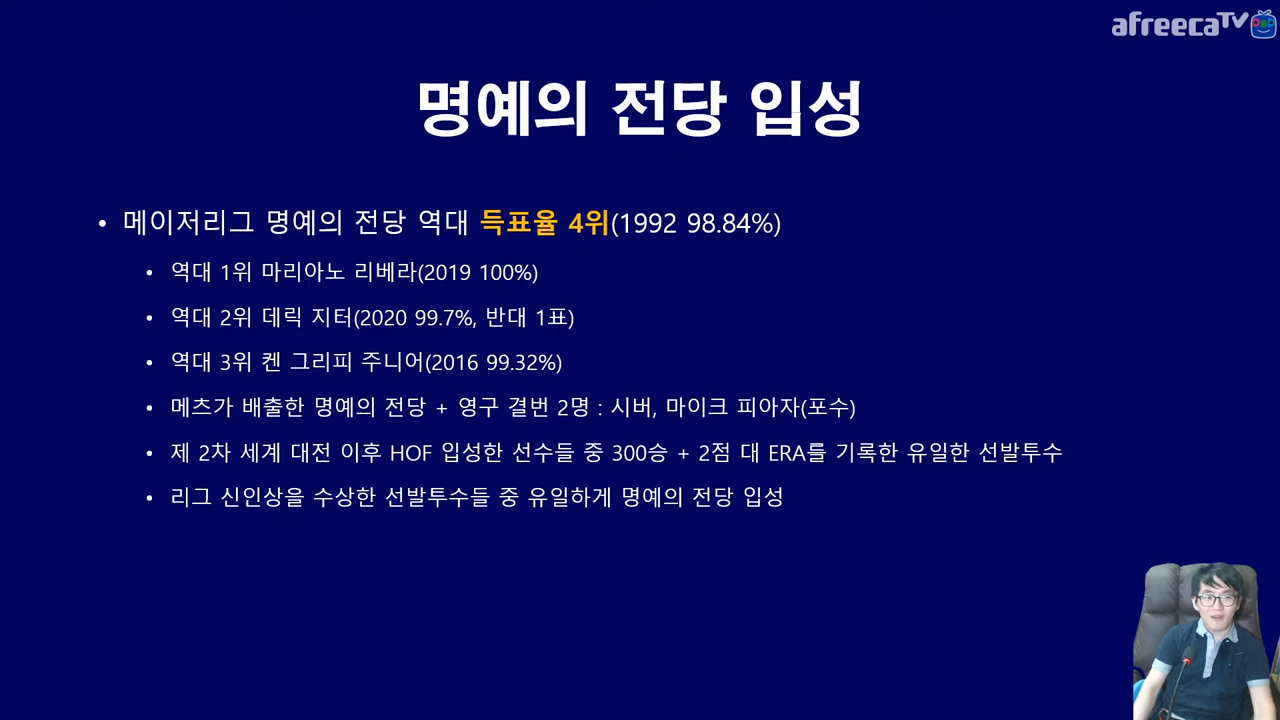 afreecaTV
명예의 전당 입성
• 메이저리그 명예의 전당 역대 득표율 4위(1992 98.84%)
• 역대 1위 마리아노 리베라(2019 100%)
• 역대 2위 데릭 지터(2020 99.7%, 반대 1표)
• 역대 3위 켄 그리피 주니어(2016 99.32%)
• 메츠가 배출한 명예의 전당 + 영구 결번 2명 : 시버, 마이크 피아자(포수)
• 제 2차 세계 대전 이후 HOF 입성한 선수들 중 300승 + 2점 대 ERA를 기록한 유일한 선발투수
• 리그 신인상을 수상한 선발투수들 중 유일하게 명예의 전당 입성